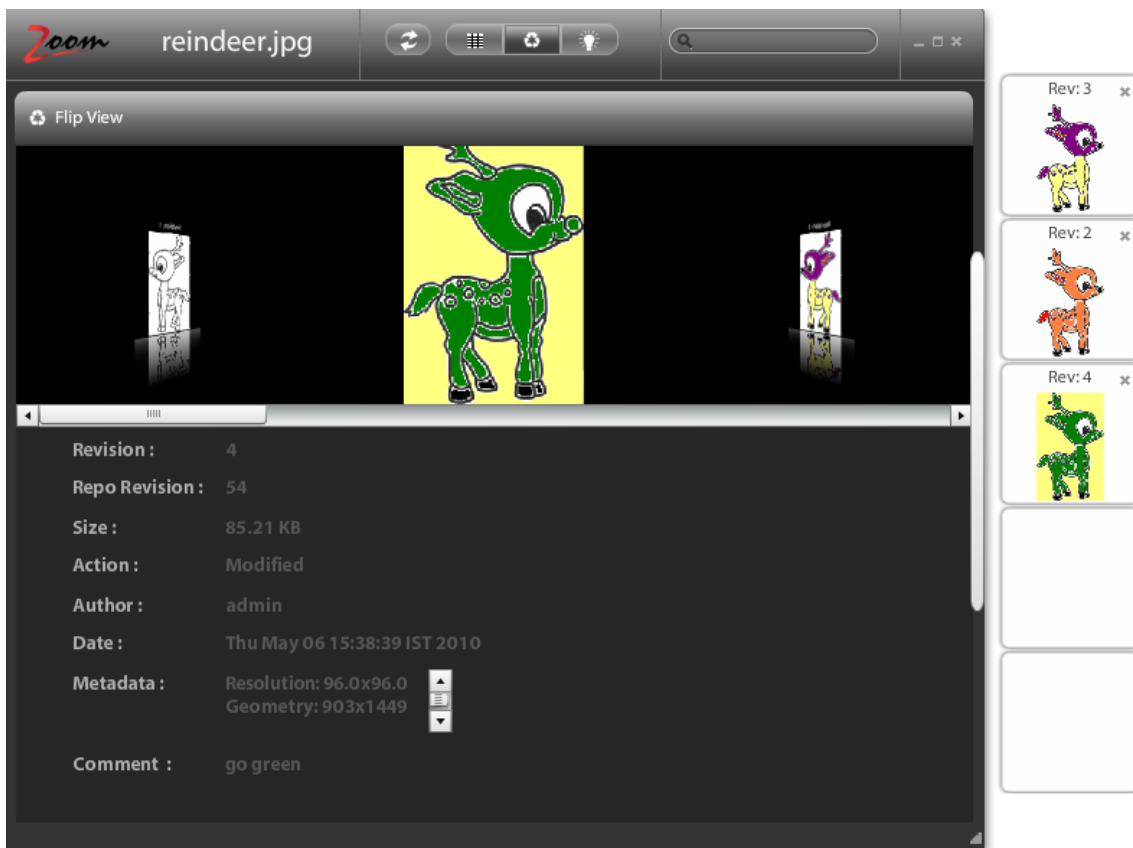 Zoom
reindeer.jpg
Flip View
Revision : 4
Repo Revision : 54
Size : 85.21 KB
Action : Modified
Author : admin
Date : Thu May 06 15:38:39 IST 2010
Metadata : Resolution: 96.0x96.0
Geometry: 903x1449
Comment : go green
Rev: 3
Rev: 2
Rev: 4